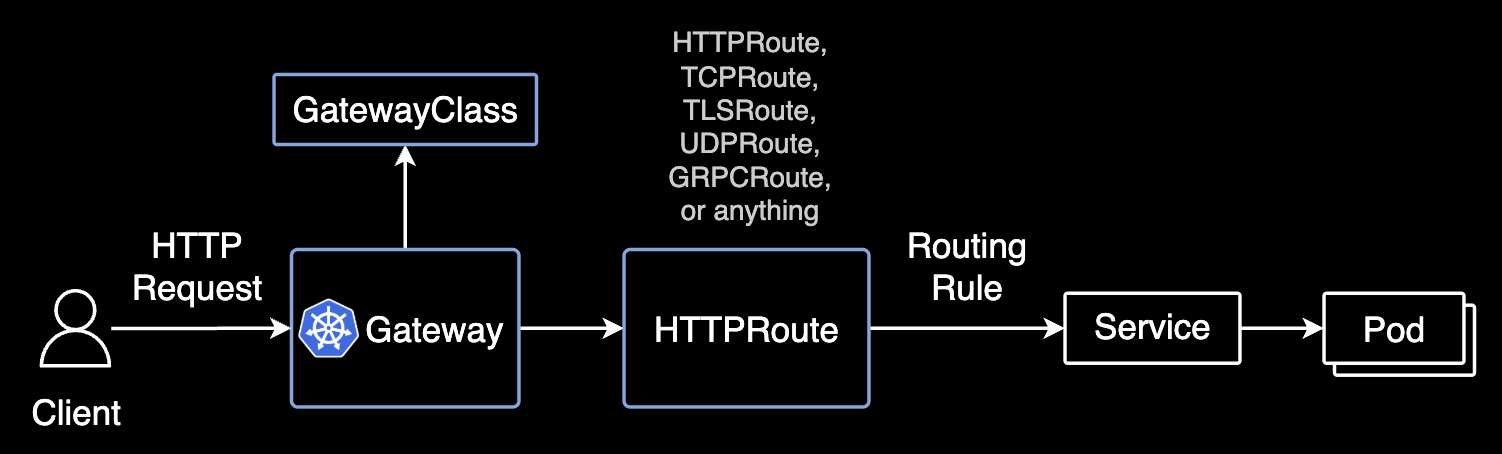 HTTPRoute,
TCPRoute,
TLSRoute,
UDPRoute,
GRPCRoute,
or anything
GatewayClass
HTTP
Request
Client
Gateway
HTTPRoute
Routing
Rule
Service
Pod